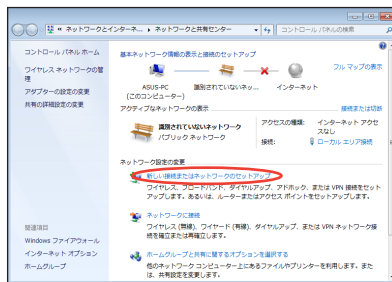 « ネットワークとインターネ... ▸ ネットワークと共有センター
コントロール パネルの検索
コントロール パネル ホーム
ワイヤレス ネットワークの管理
アダプターの設定の変更
共有の詳細設定の変更
基本ネットワーク情報の表示と接続のセットアップ
フル マップの表示
ASUS-PC
(このコンピューター)
識別されていないネッ...
インターネット
アクティブなネットワークの表示
接続または切断
識別されていないネットワーク
パブリック ネットワーク
アクセスの種類:
インターネット アクセスなし
接続:
ローカル エリア接続
ネットワーク設定の変更
新しい接続またはネットワークのセットアップ
ワイヤレス、ブロードバンド、ダイヤルアップ、アドホック、または VPN 接続をセット
アップします。あるいは、ルーターまたはアクセス ポイントをセットアップします。
ネットワークに接続
ワイヤレス (無線)、ワイヤード (有線)、ダイヤルアップ、または VPN ネットワーク接
続を確立または再確立します。
ホームグループと共有に関するオプションを選択する
他のネットワーク コンピューター上にあるファイルやプリンターを利用します。また
は、共有設定を変更します。
関連項目
Windows ファイアウォール
インターネット オプション
ホームグループ